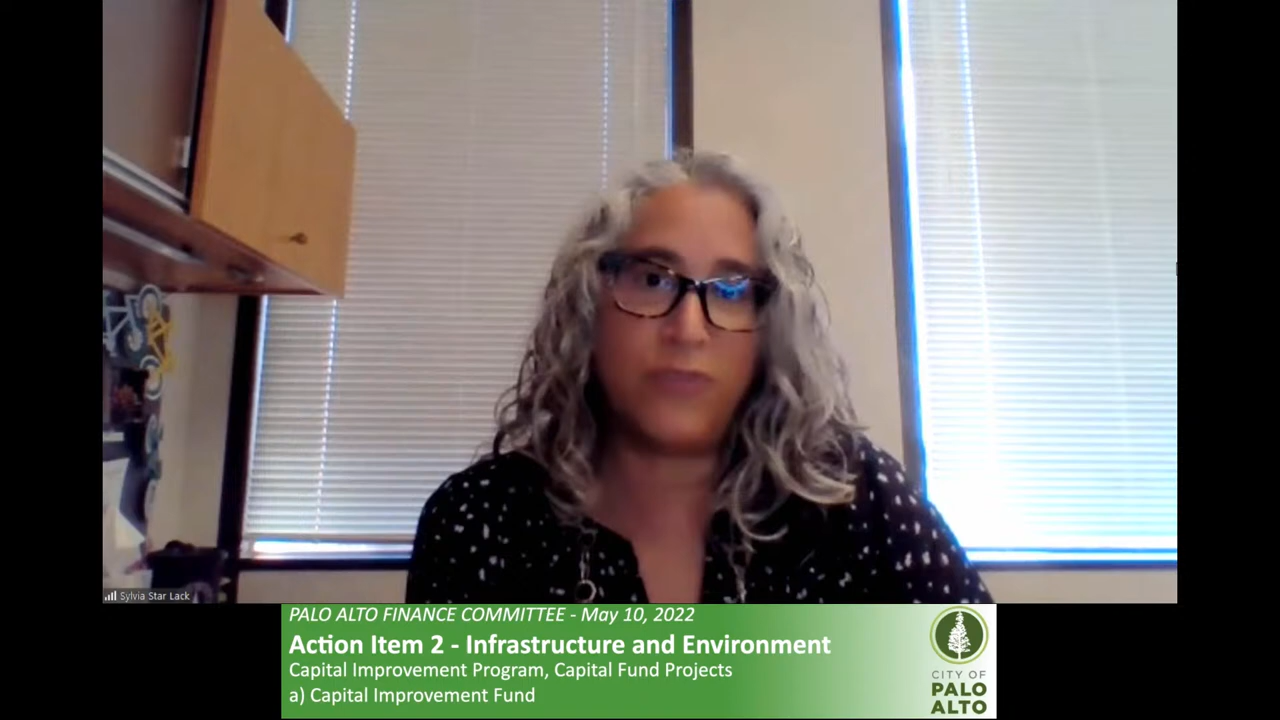 Sylvia Star Lack
PALO ALTO FINANCE COMMITTEE - May 10, 2022
Action Item 2 - Infrastructure and Environment
Capital Improvement Program, Capital Fund Projects
a) Capital Improvement Fund
CITY OF
PALO
ALTO